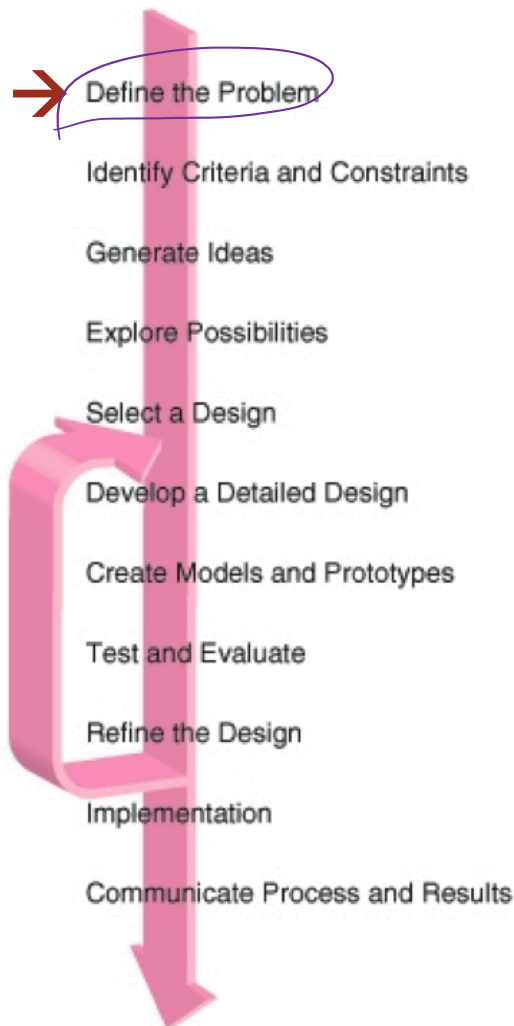 Define the Problem
Identify Criteria and Constraints
Generate Ideas
Explore Possibilities
Select a Design
Develop a Detailed Design
Create Models and Prototypes
Test and Evaluate
Refine the Design
Implementation
Communicate Process and Results